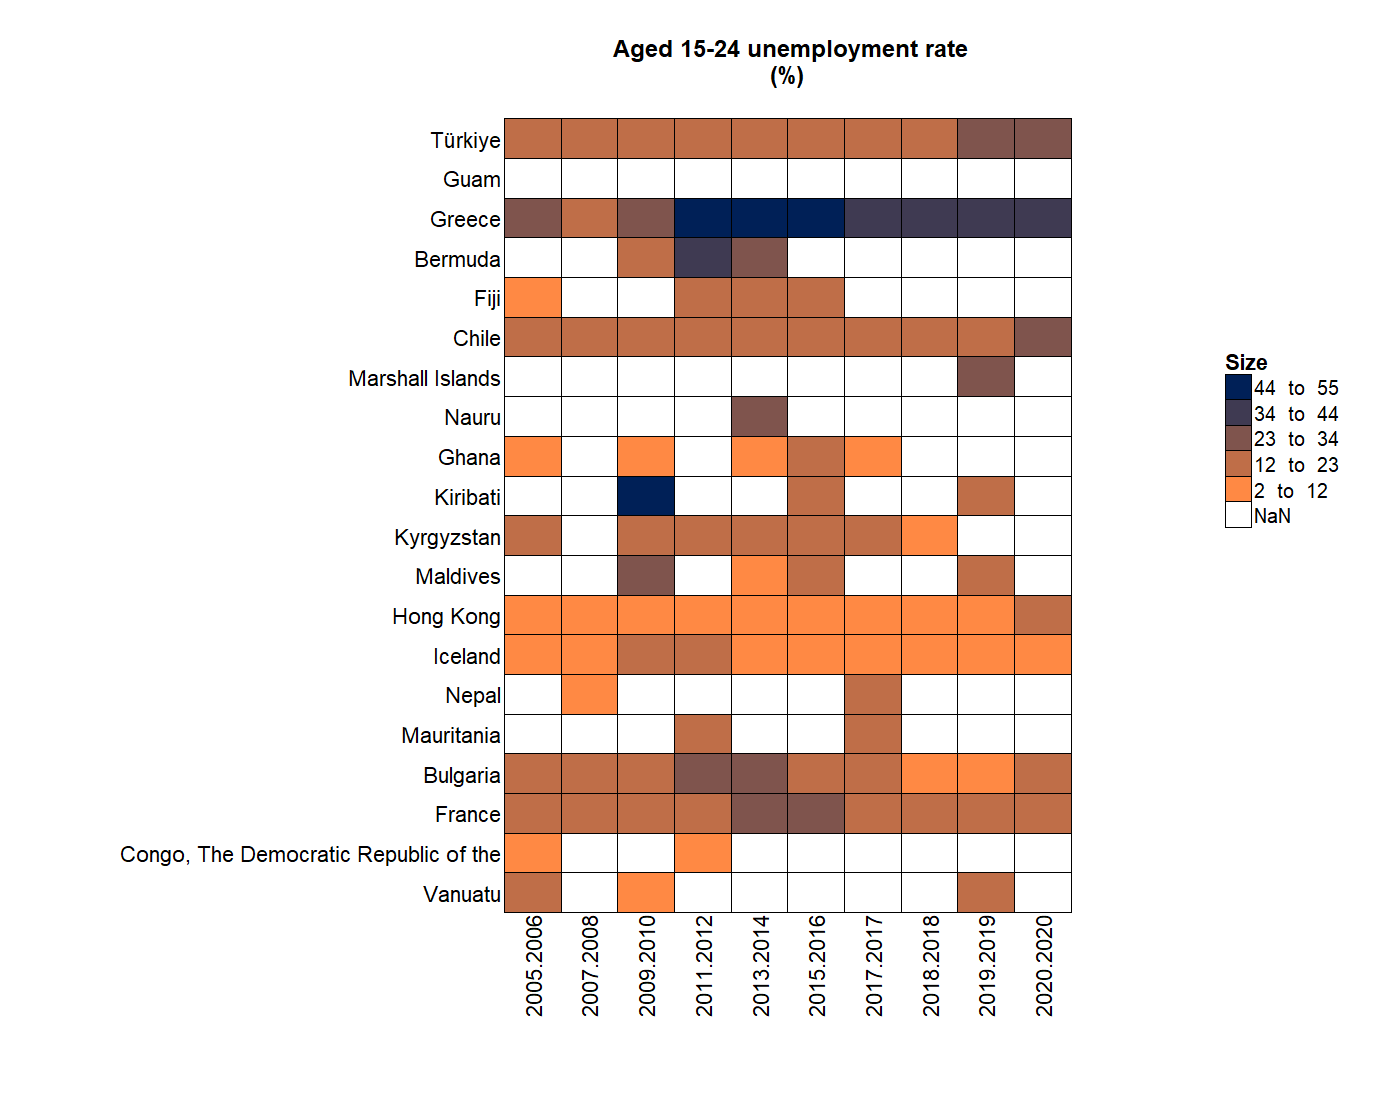 Aged 15-24 unemployment rate
(%)
Türkiye
Guam
Greece
Bermuda
Fiji
Chile
Marshall Islands
Nauru
Ghana
Kiribati
Kyrgyzstan
Maldives
Hong Kong
Iceland
Nepal
Mauritania
Bulgaria
France
Congo, The Democratic Republic of the
Vanuatu
2005.2006
2007.2008
2009.2010
2011.2012
2013.2014
2015.2016
2017.2017
2018.2018
2019.2019
2020.2020
Size
44 to 55
34 to 44
23 to 34
12 to 23
2 to 12
NaN